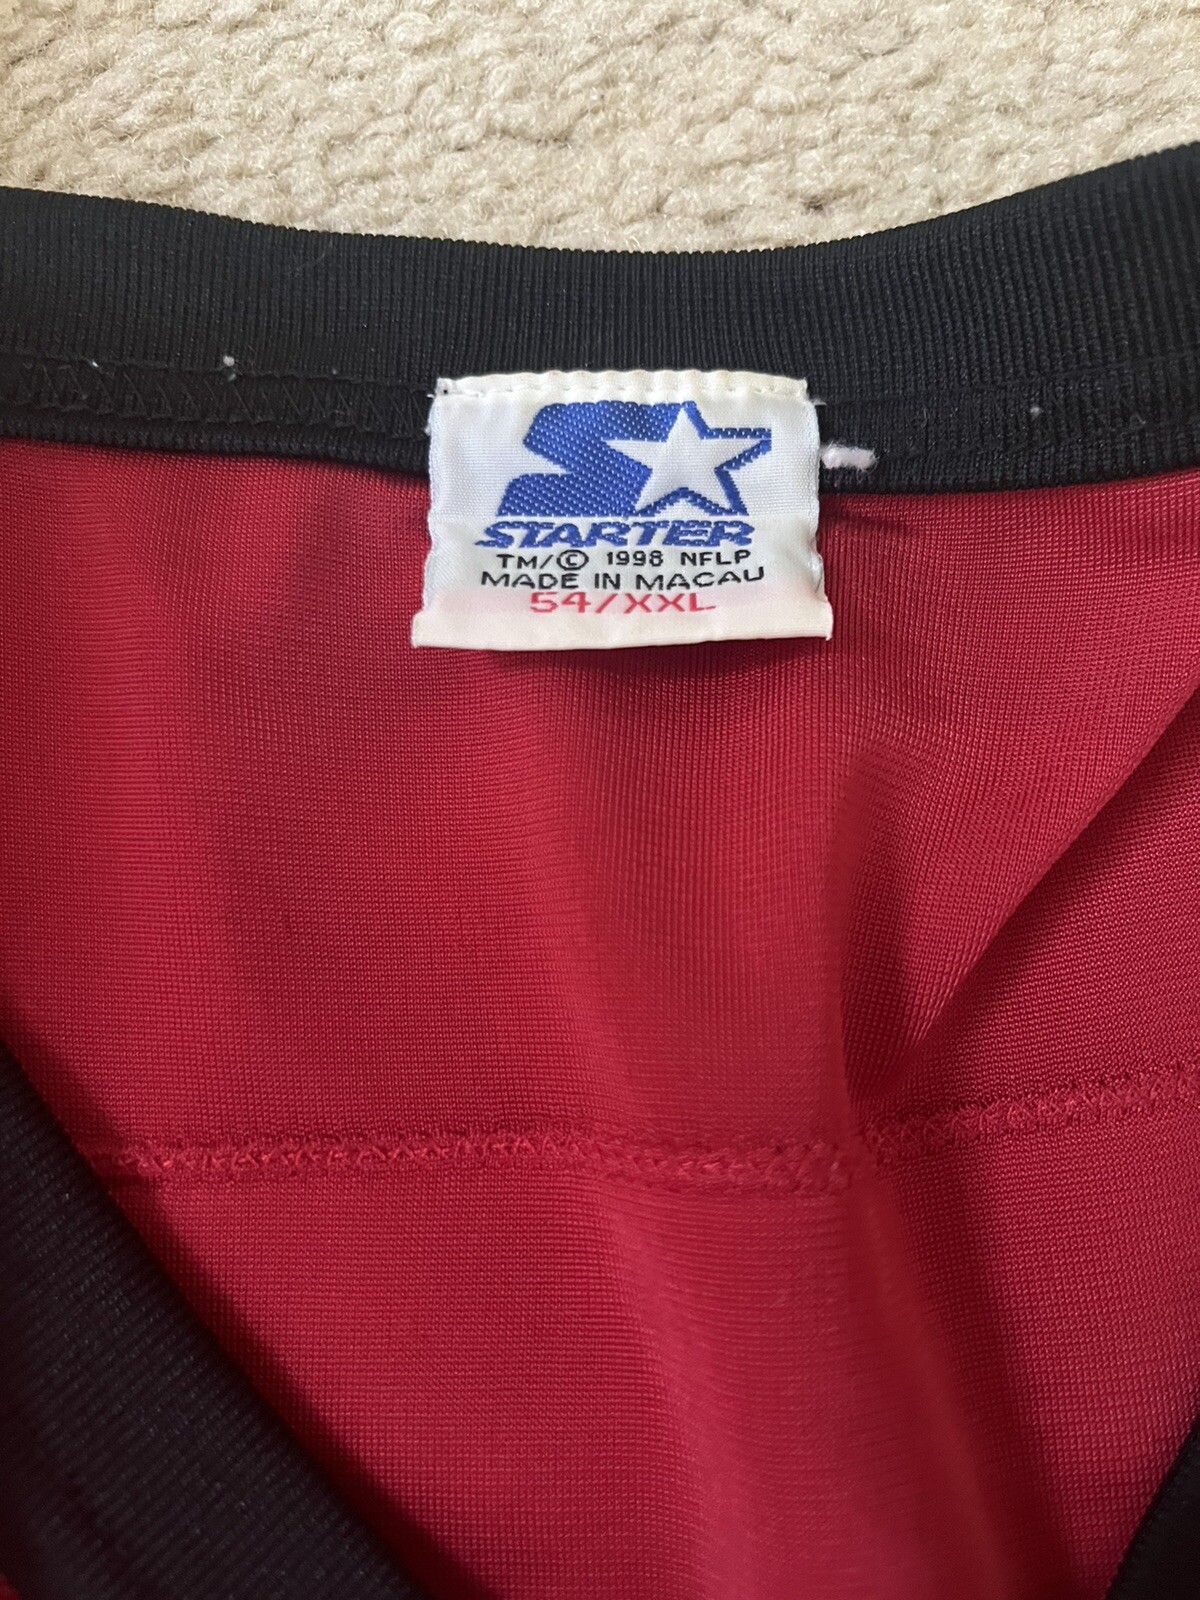 STARTER
TM/© 1998 NFLP
MADE IN MACAU
54/XXL